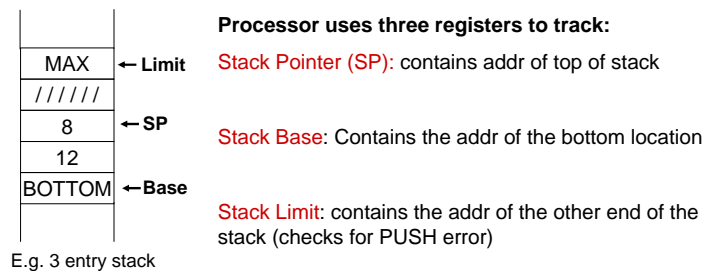 Processor uses three registers to track:
MAX
Limit
Stack Pointer (SP): contains addr of top of stack
//////
8
SP
Stack Base: Contains the addr of the bottom location
12
BOTTOM
Base
Stack Limit: contains the addr of the other end of the
stack (checks for PUSH error)
E.g. 3 entry stack